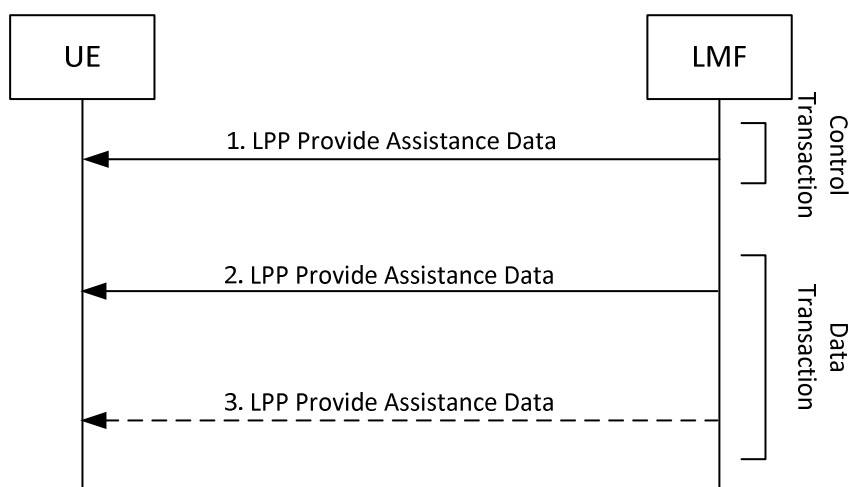 UE
LMF
1. LPP Provide Assistance Data
Control
Transaction
2. LPP Provide Assistance Data
Data
Transaction
3. LPP Provide Assistance Data